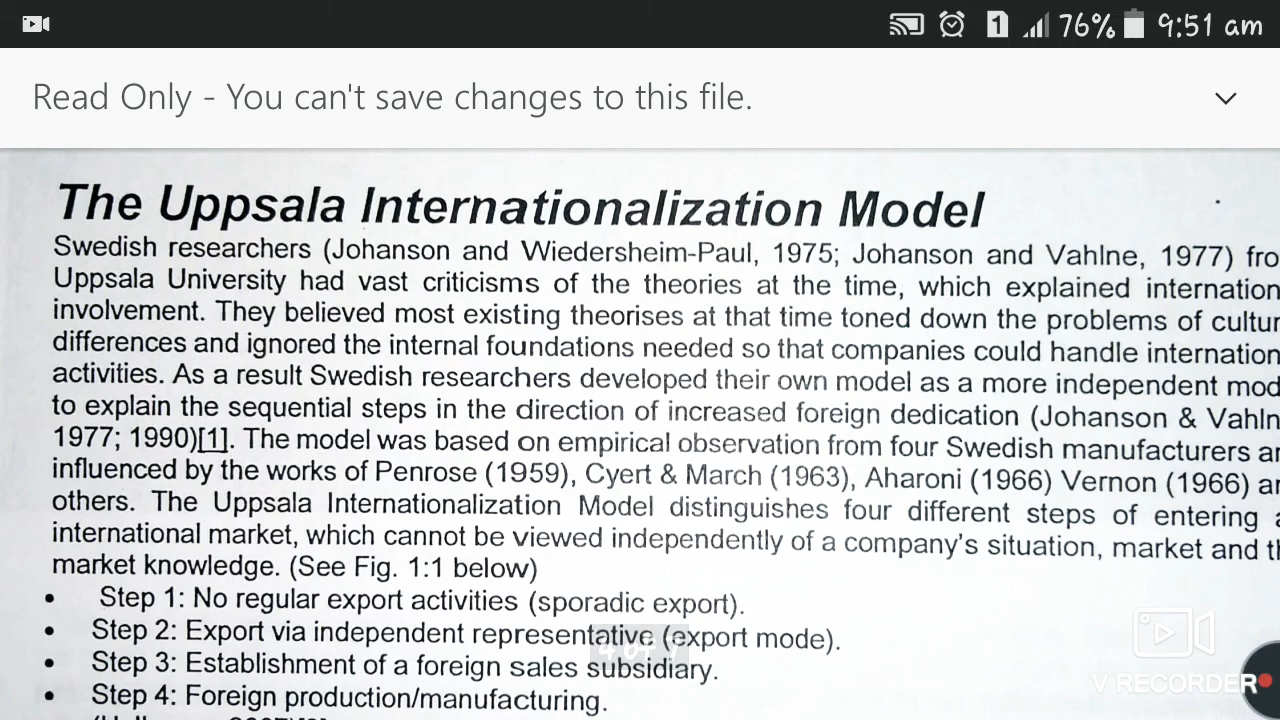 1 76% 9:51 am
Read Only - You can't save changes to this file.
The Uppsala Internationalization Model
Swedish researchers (Johanson and Wiedersheim-Paul, 1975; Johanson and Vahlne, 1977) fro
Uppsala University had vast criticisms of the theories at the time, which explained internation
involvement. They believed most existing theorises at that time toned down the problems of cultur
differences and ignored the internal foundations needed so that companies could handle internation
activities. As a result Swedish researchers developed their own model as a more independent mod
to explain the sequential steps in the direction of increased foreign dedication (Johanson & Vahln
1977; 1990)[1]. The model was based on empirical observation from four Swedish manufacturers an
influenced by the works of Penrose (1959), Cyert & March (1963), Aharoni (1966) Vernon (1966) an
others. The Uppsala Internationalization Model distinguishes four different steps of entering a
international market, which cannot be viewed independently of a company's situation, market and th
market knowledge. (See Fig. 1:1 below)
• Step 1: No regular export activities (sporadic export).
• Step 2: Export via independent representative (export mode).
• Step 3: Establishment of a foreign sales subsidiary.
• Step 4: Foreign production/manufacturing.
V RECORDER